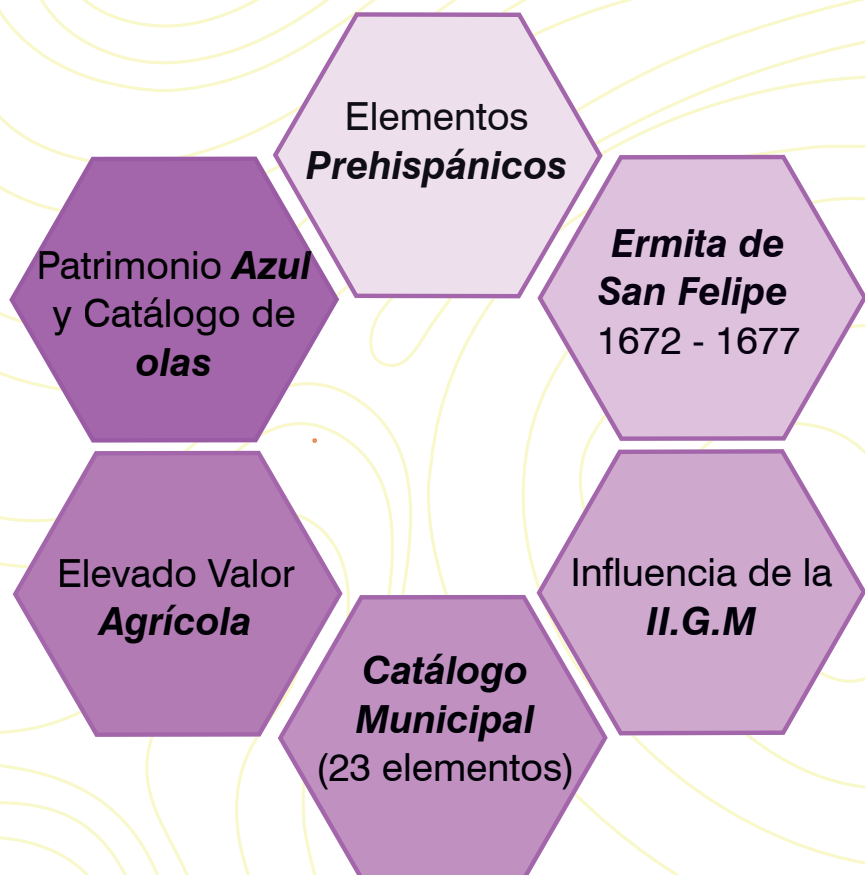 Elementos
Prehispánicos
Ermita de
San Felipe
1672 - 1677
Influencia de la
II.G.M
Catálogo
Municipal
(23 elementos)
Elevado Valor
Agrícola
Patrimonio Azul
y Catálogo de
olas